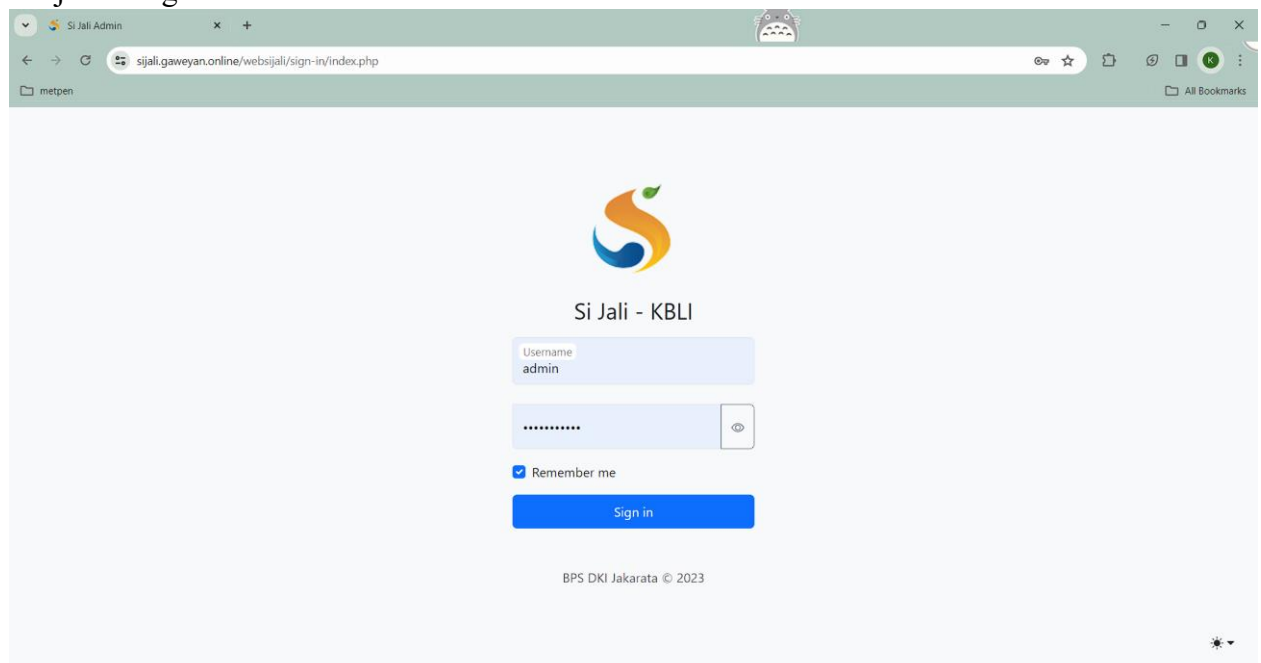 Si Jali Admin
sijali.gaweyan.online/websijali/sign-in/index.php
K
metpen
All Bookmarks
Si Jali - KBLI
Username
admin
•••••••••••
Remember me
Sign in
BPS DKI Jakarata © 2023